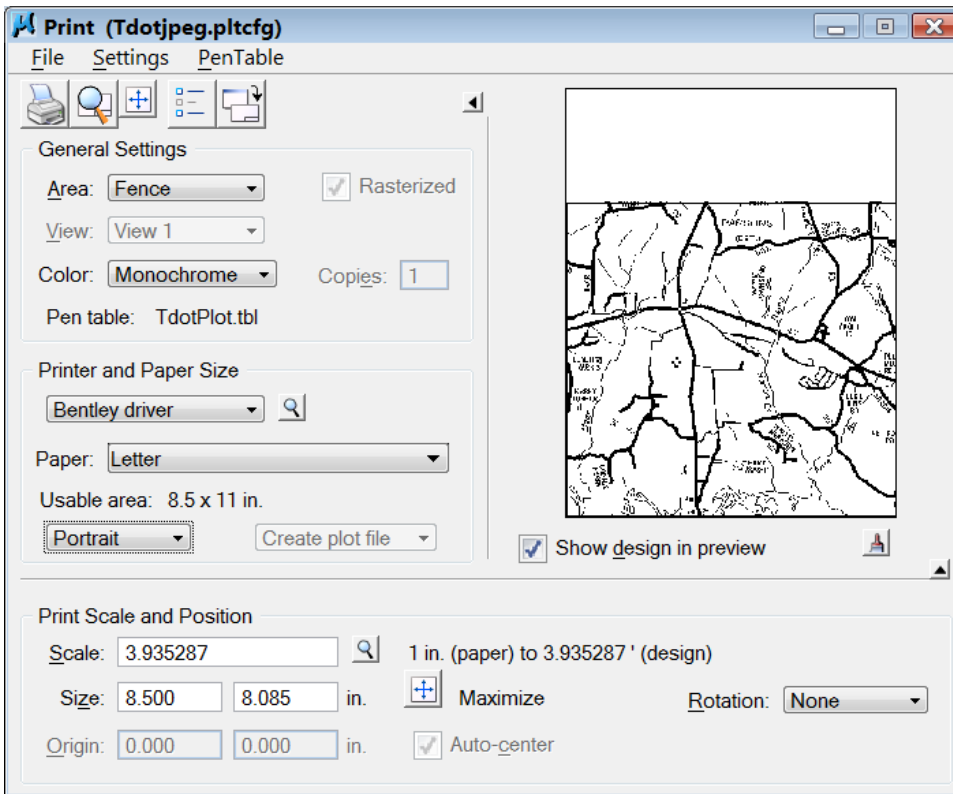 Print (Tdotjpeg.pltcfg)
File Settings PenTable
General Settings
Area: Fence Rasterized
View: View 1
Color: Monochrome Copies: 1
Pen table: TdotPlot.tbl
Printer and Paper Size
Bentley driver
Paper: Letter
Usable area: 8.5 x 11 in.
Portrait Create plot file
Show design in preview
Print Scale and Position
Scale: 3.935287 1 in. (paper) to 3.935287 ' (design)
Size: 8.500 8.085 in. Maximize Rotation: None
Origin: 0.000 0.000 in. Auto-center